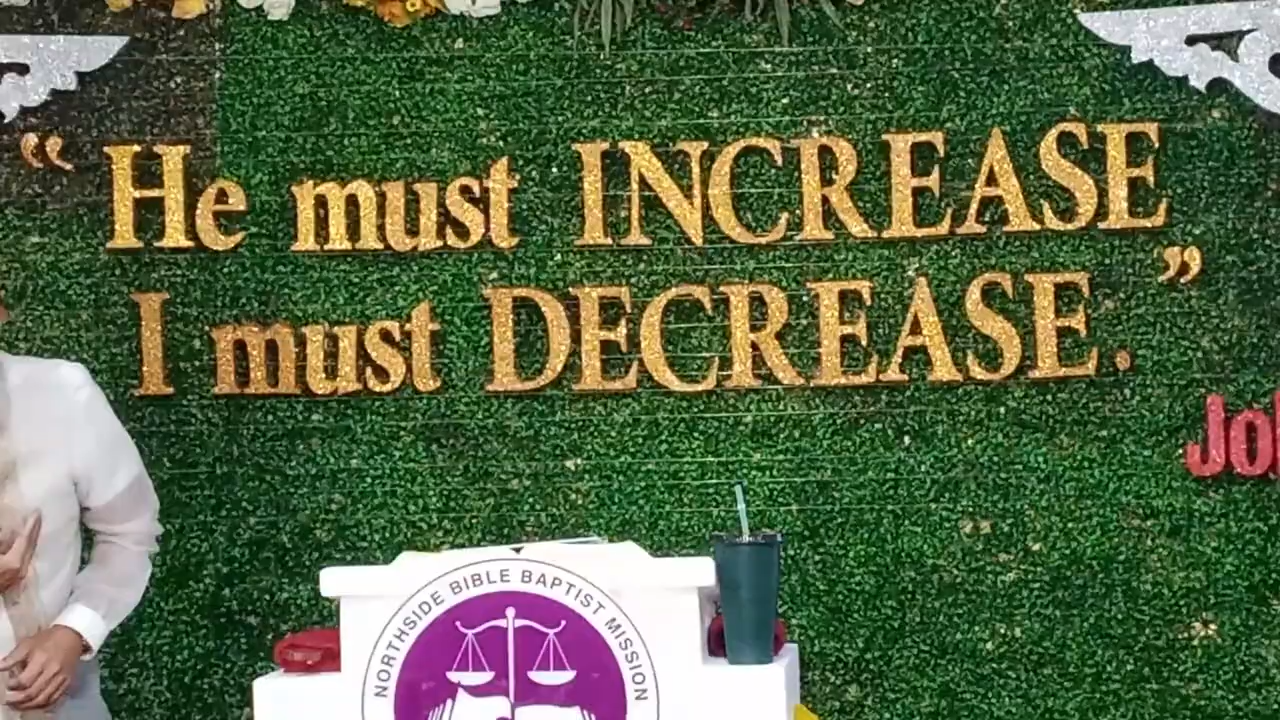 “ He must INCREASE
I must DECREASE. ”
NORTHSIDE BIBLE BAPTIST MISSION